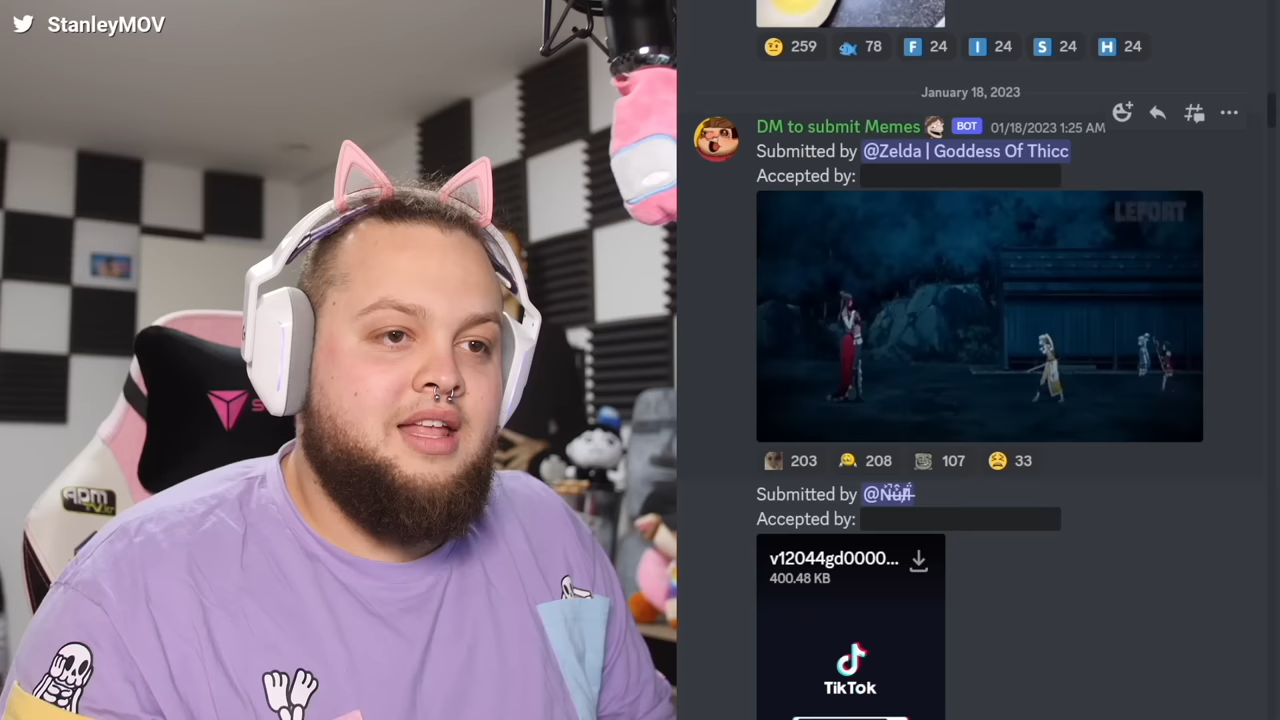 StanleyMOV
259 78 F 24 I 24 S 24 H 24
January 18, 2023
DM to submit Memes BOT 01/18/2023 1:25 AM
Submitted by @Zelda | Goddess Of Thicc
Accepted by:
LEFORT
203 208 107 33
Submitted by
Accepted by:
v12044gd0000...
400.48 KB
TikTok